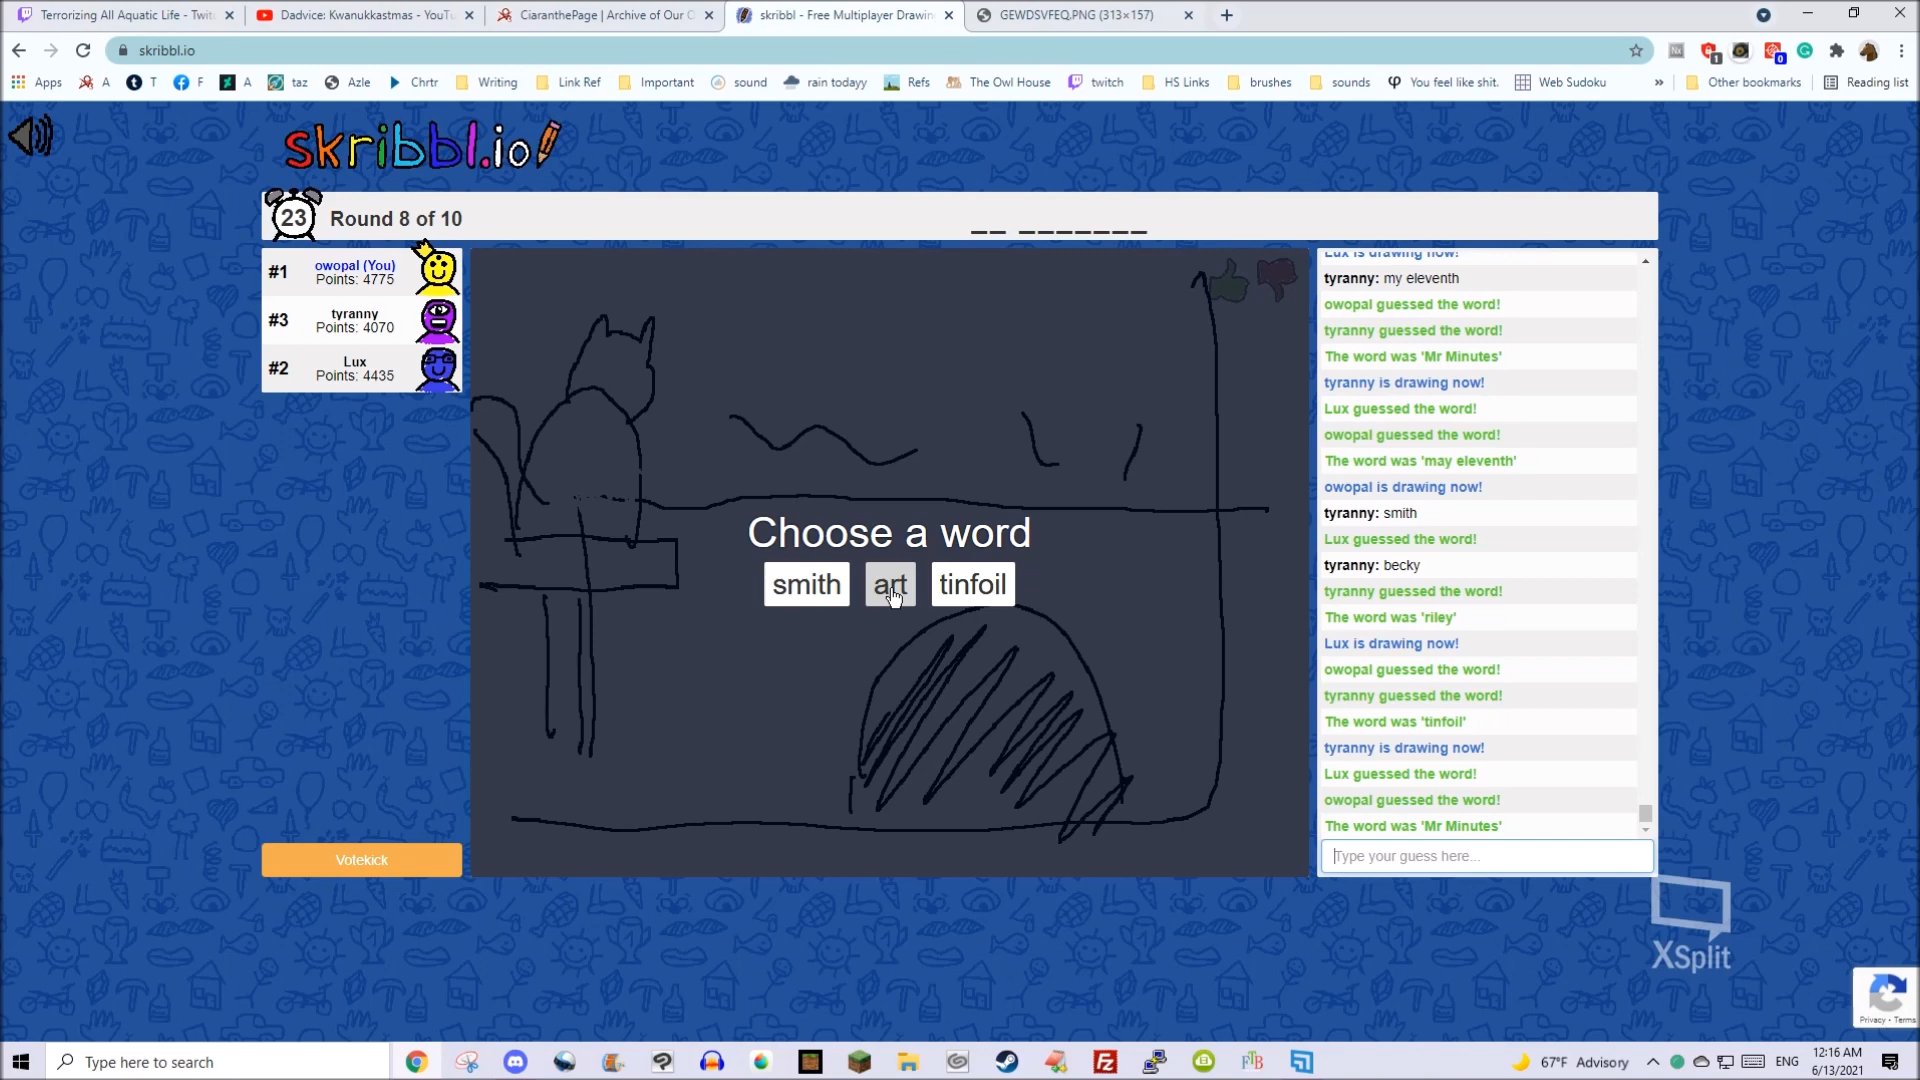 Terrorizing All Aquatic Life - Twit
Dadvice: Kwanukkastmas - YouTu
CiaranthePage | Archive of Our O
skribbl - Free Multiplayer Drawin
GEWDSVFEQ.PNG (313×157)
skribbl.io
Apps
A
T
F
A
taz
Azle
Chrtr
Writing
Link Ref
Important
sound
rain todayy
Refs
The Owl House
twitch
HS Links
brushes
sounds
You feel like shit.
Web Sudoku
»
Other bookmarks
Reading list
skribbl.io
23
Round 8 of 10
__ _______
#1
owopal (You)
Points: 4775
#3
tyranny
Points: 4070
#2
Lux
Points: 4435
Votekick
Choose a word
smith
art
tinfoil
Lux is drawing now!
tyranny: my eleventh
owopal guessed the word!
tyranny guessed the word!
The word was 'Mr Minutes'
tyranny is drawing now!
Lux guessed the word!
owopal guessed the word!
The word was 'may eleventh'
owopal is drawing now!
tyranny: smith
Lux guessed the word!
tyranny: becky
tyranny guessed the word!
The word was 'riley'
Lux is drawing now!
owopal guessed the word!
tyranny guessed the word!
The word was 'tinfoil'
tyranny is drawing now!
Lux guessed the word!
owopal guessed the word!
The word was 'Mr Minutes'
Type your guess here...
XSplit
Privacy - Terms
Type here to search
67°F Advisory
ENG
12:16 AM
6/13/2021